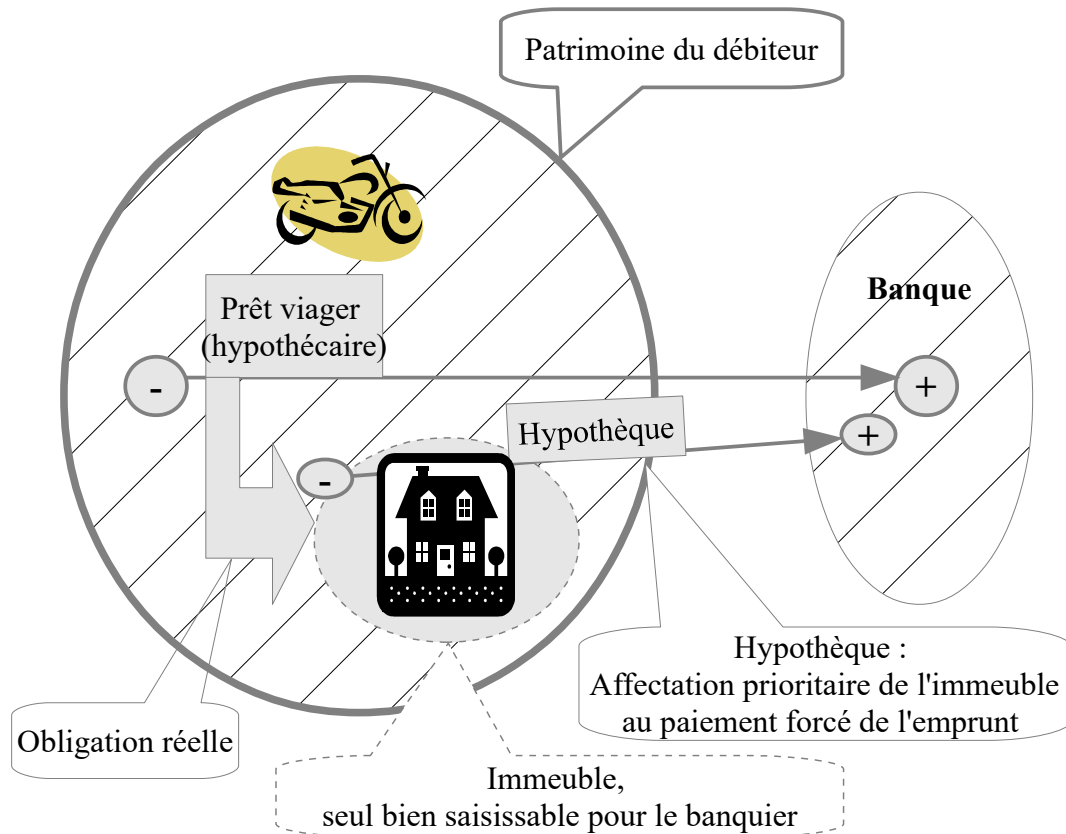 Patrimoine du débiteur
Prêt viager
(hypothécaire)
Banque
-
+
+
Hypothèque
-
Hypothèque :
Affectation prioritaire de l'immeuble
au paiement forcé de l'emprunt
Obligation réelle
Immeuble,
seul bien saisissable pour le banquier